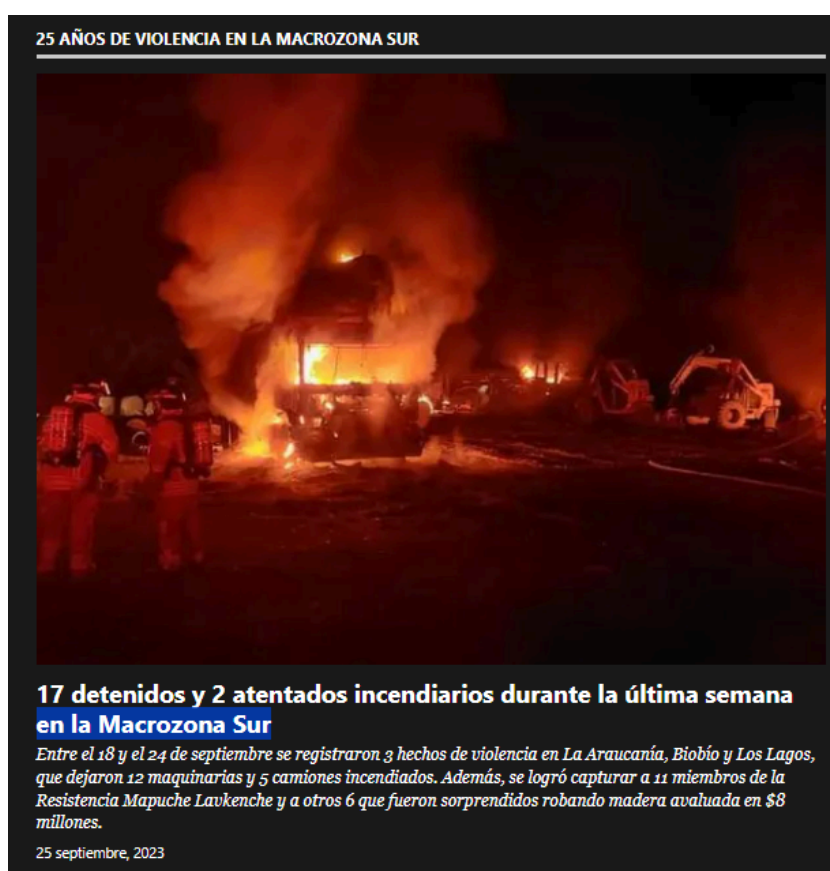 25 AÑOS DE VIOLENCIA EN LA MACROZONA SUR
17 detenidos y 2 atentados incendiarios durante la última semana
en la Macrozona Sur
Entre el 18 y el 24 de septiembre se registraron 3 hechos de violencia en La Araucanía, Biobío y Los Lagos,
que dejaron 12 maquinarias y 5 camiones incendiados. Además, se logró capturar a 11 miembros de la
Resistencia Mapuche Lavkenche y a otros 6 que fueron sorprendidos robando madera avaluada en $8
millones.
25 septiembre, 2023